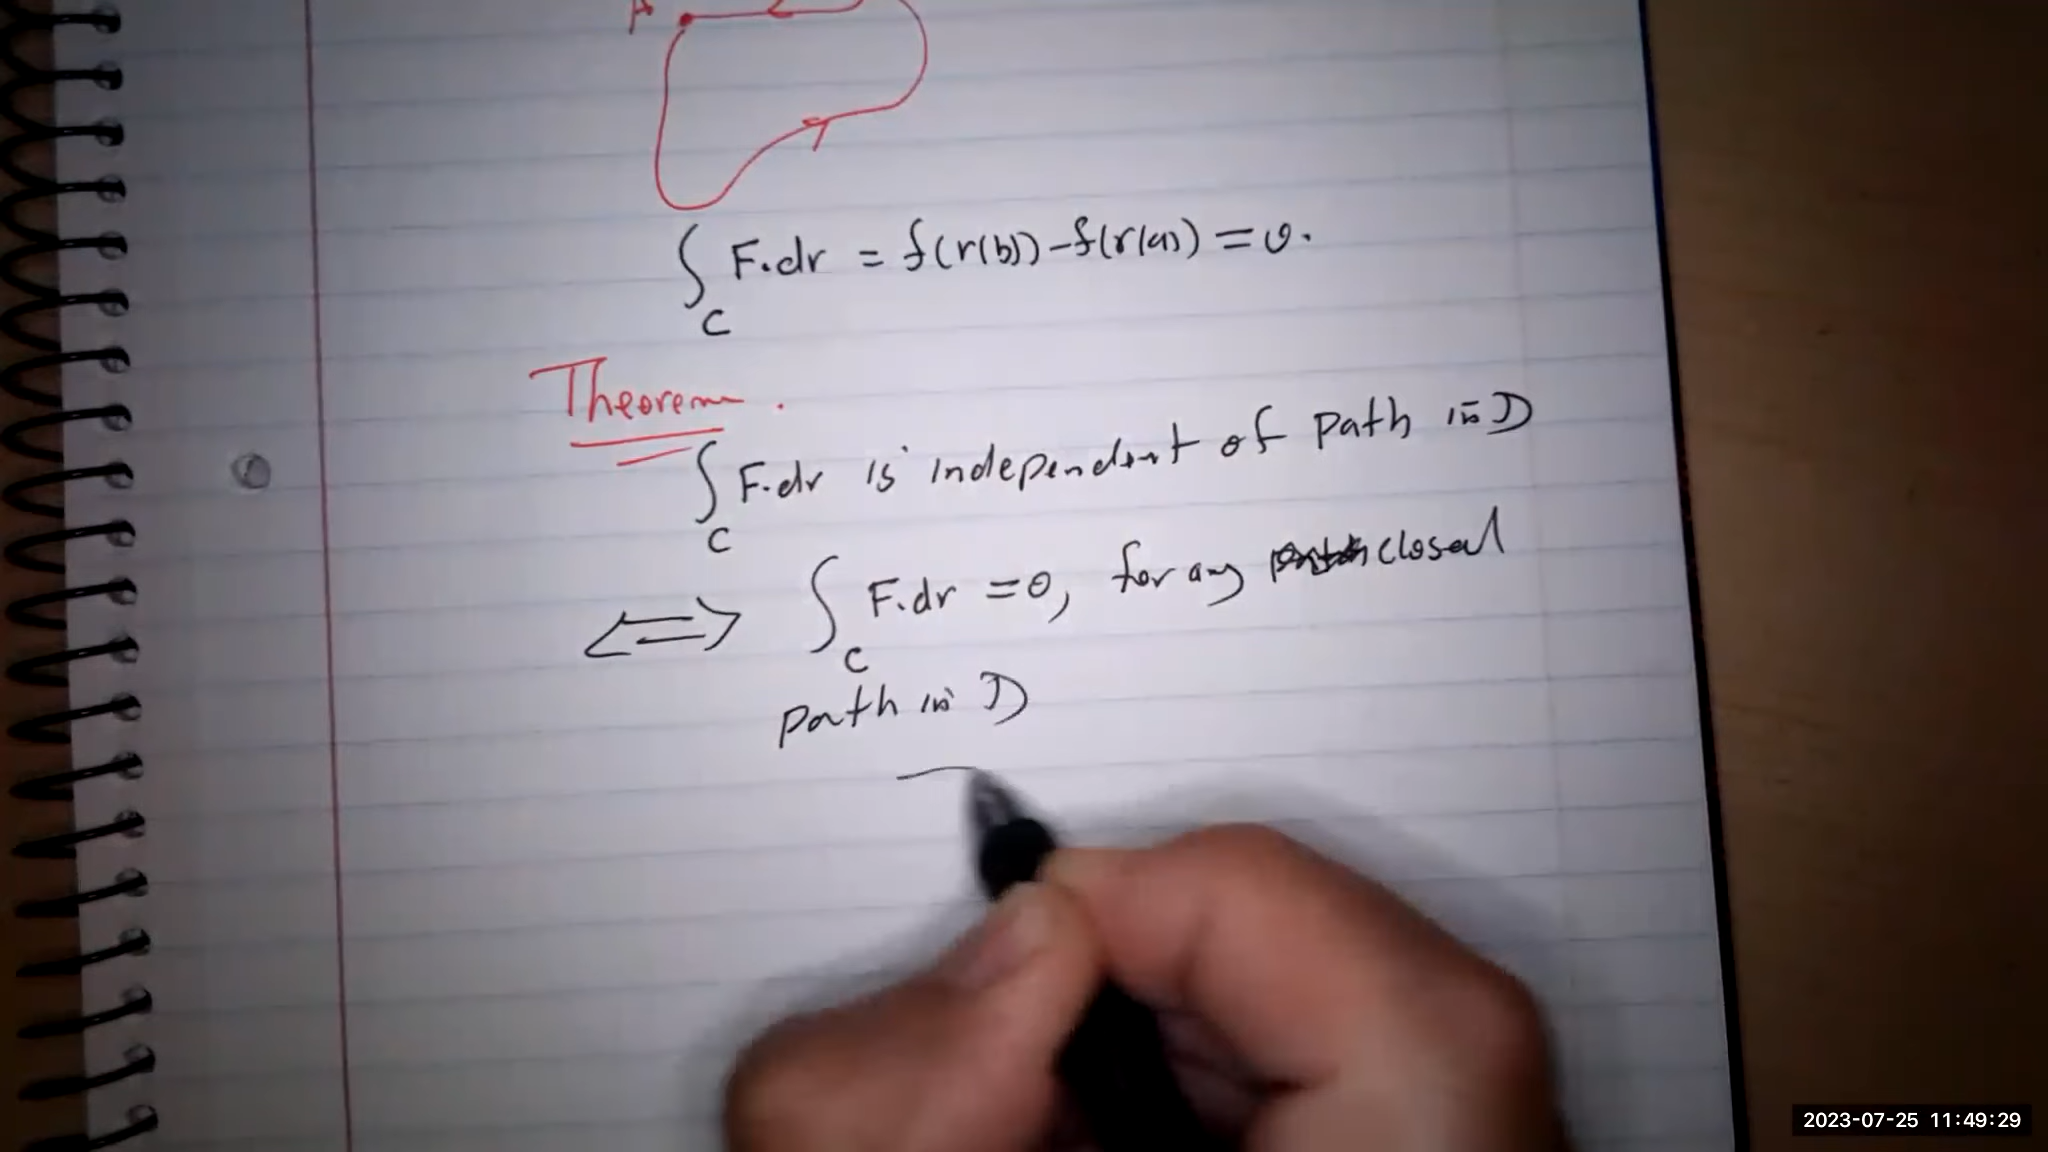 A
∫_C F.dr = f(r(b)) - f(r(a)) = 0.
Theorem.
∫_C F.dr is independent of path in D
<=> ∫_C F.dr = 0, for any closed
path in D
2023-07-25 11:49:29